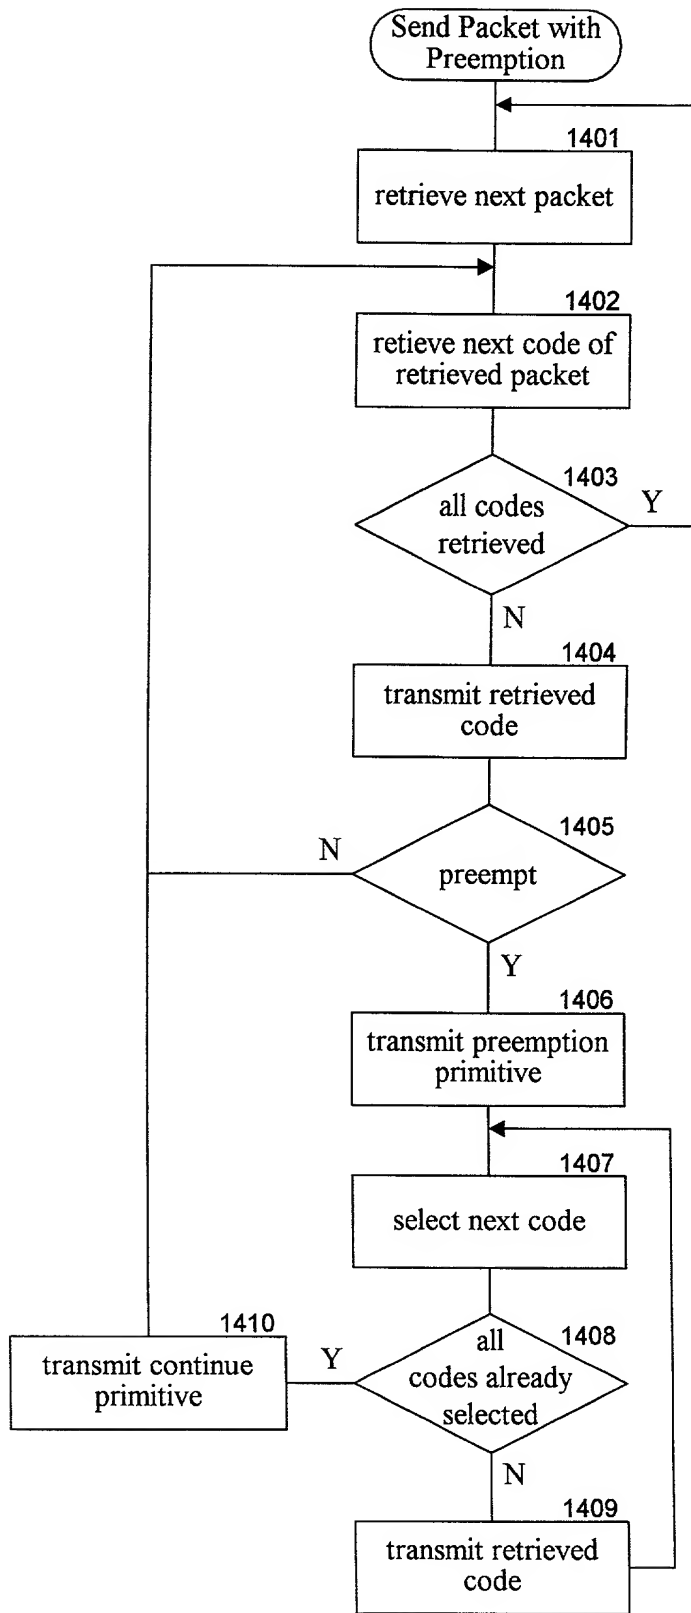 Send Packet with
Preemption
1401
retrieve next packet
1402
retieve next code of
retrieved packet
1403
all codes
retrieved
Y
N
1404
transmit retrieved
code
1405
preempt
N
Y
1406
transmit preemption
primitive
1407
select next code
1408
all
codes already
selected
Y
N
1410
transmit continue
primitive
1409
transmit retrieved
code